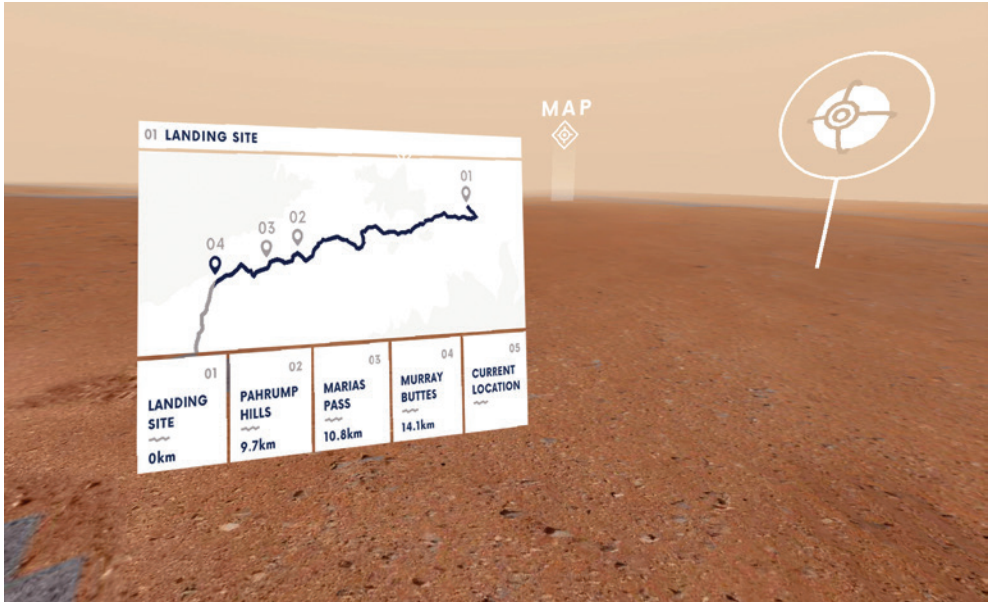 MAP
01 LANDING SITE
01
02
03
04
01
LANDING
SITE
0km
02
PAHRUMP
HILLS
9.7km
03
MARIAS
PASS
10.8km
04
MURRAY
BUTTES
14.1km
05
CURRENT
LOCATION